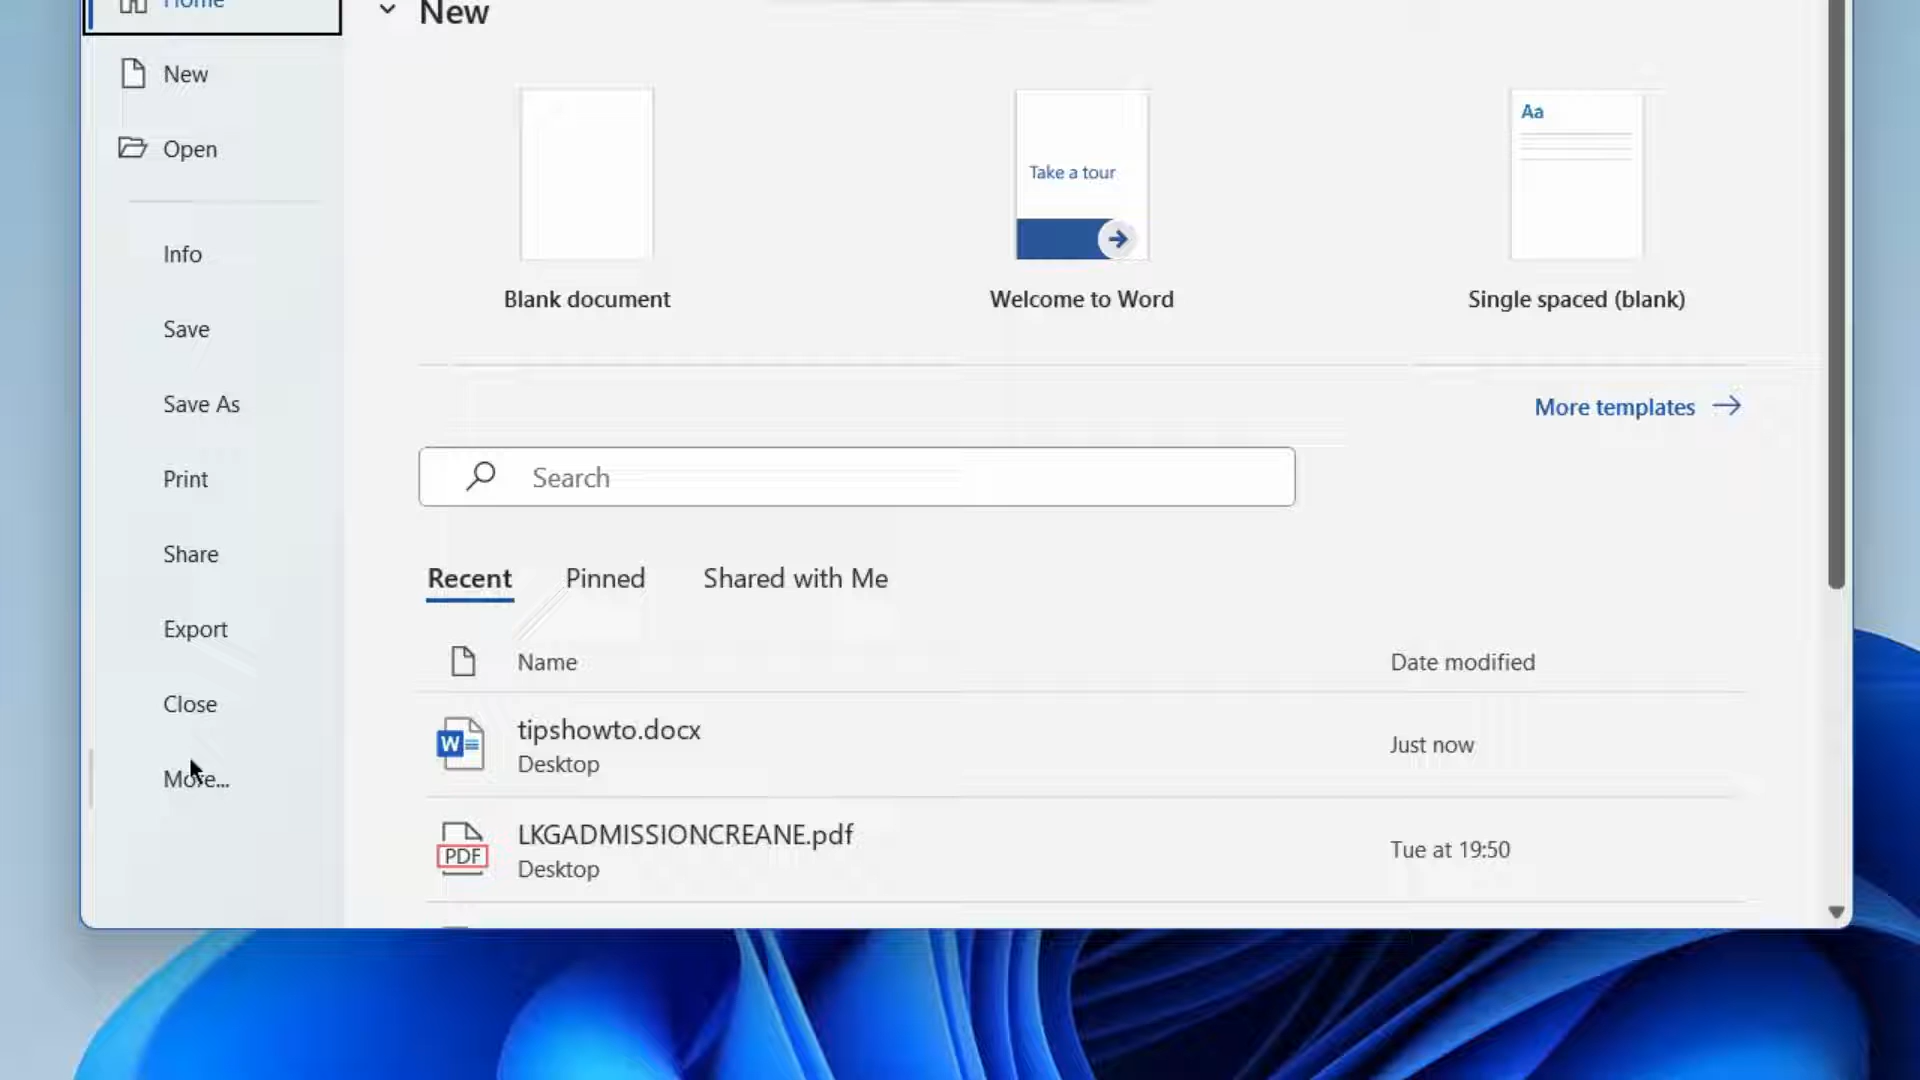 Home
New
Open
Info
Save
Save As
Print
Share
Export
Close
More...
New
Take a tour
Aa
Blank document
Welcome to Word
Single spaced (blank)
More templates
Search
Recent Pinned Shared with Me
Name Date modified
W
tipshowto.docx
Desktop
Just now
PDF
LKGADMISSIONCREANE.pdf
Desktop
Tue at 19:50